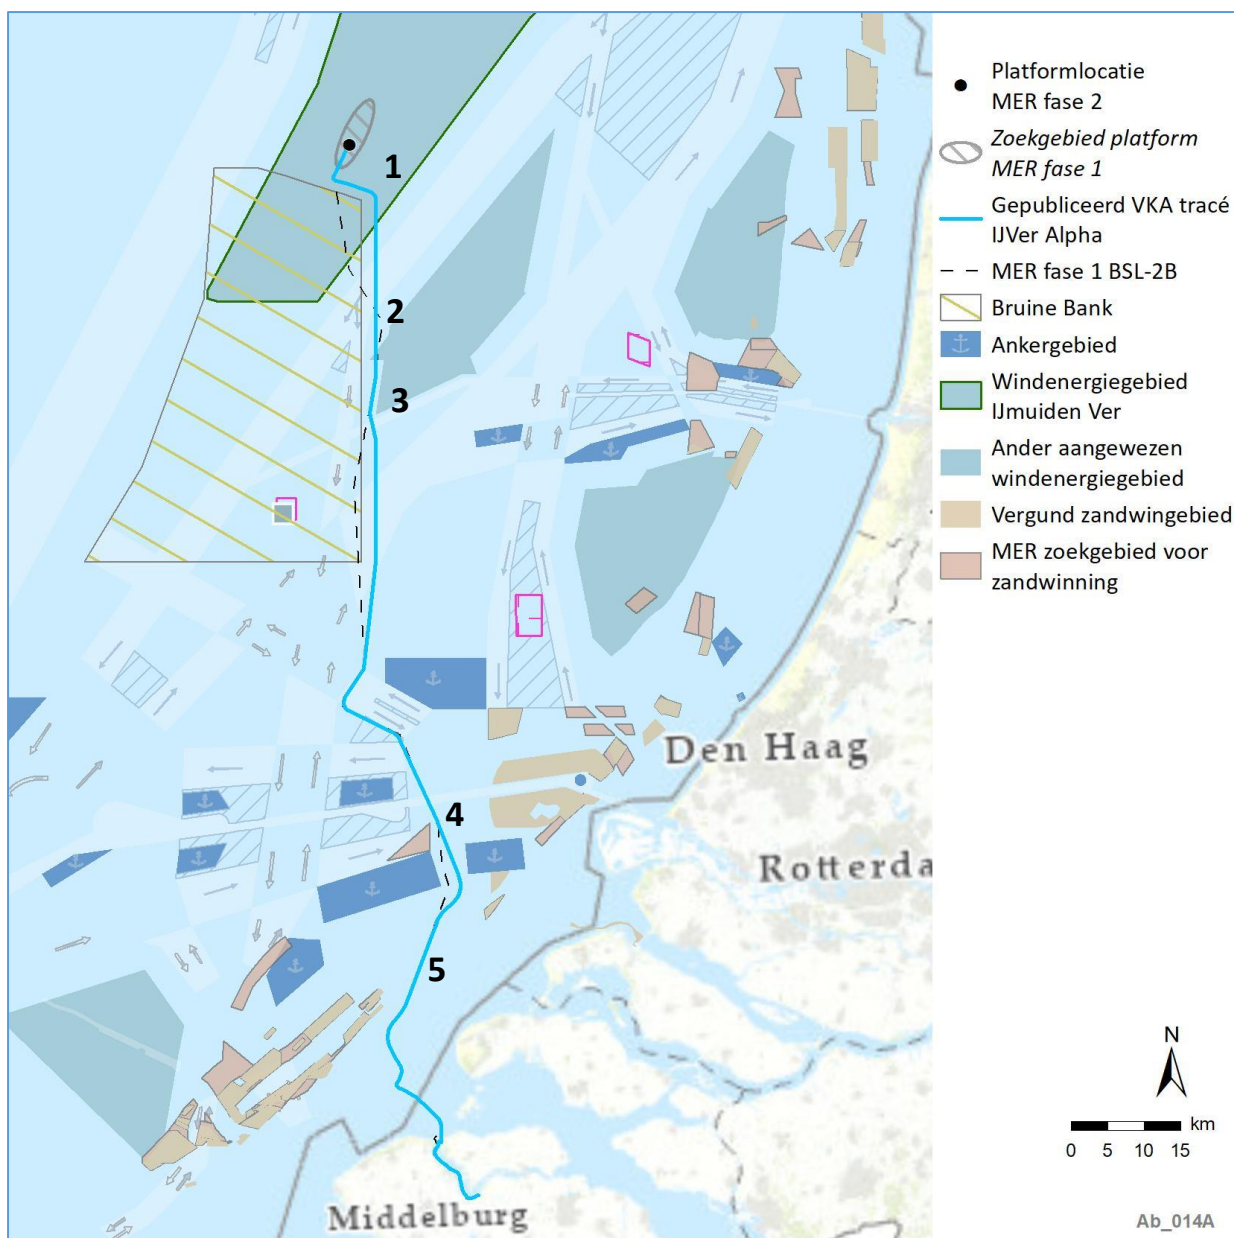 1
2
3
4
5
Den Haag
Rotterda
Middelburg
Platformlocatie
MER fase 2
Zoekgebied platform
MER fase 1
Gepubliceerd VKA tracé
IJVer Alpha
MER fase 1 BSL-2B
Bruine Bank
Ankergebied
Windenergiegebied
IJmuiden Ver
Ander aangewezen
windenergiegebied
Vergund zandwingebied
MER zoekgebied voor
zandwinning
N
km
0 5 10 15
Ab_014A